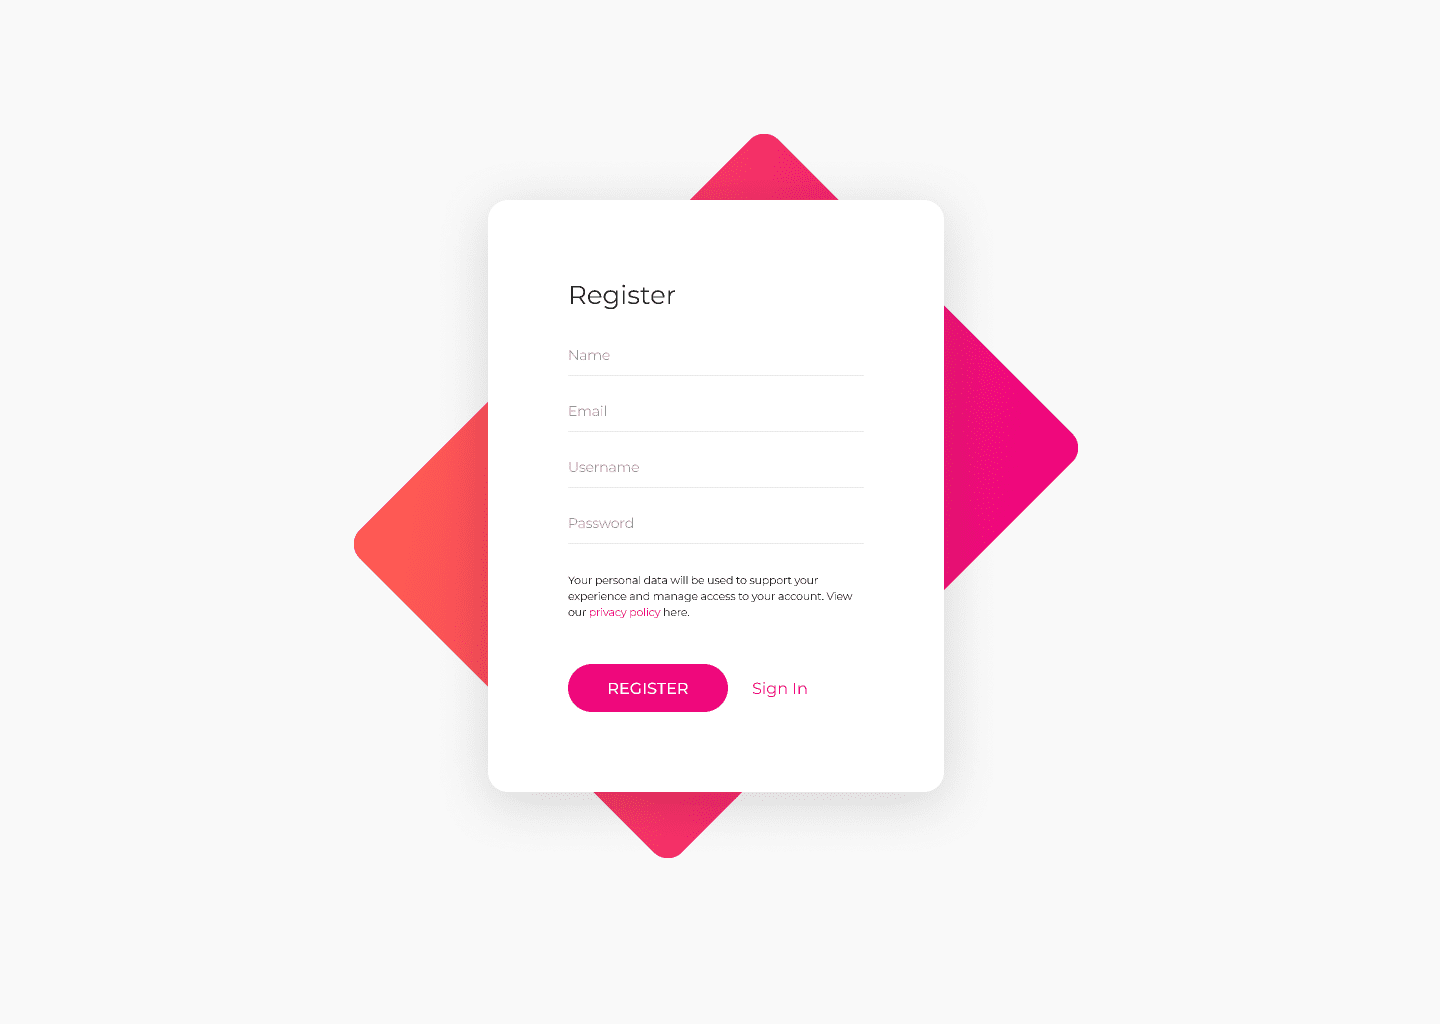 Register
Name
Email
Username
Password
Your personal data will be used to support your
experience and manage access to your account. View
our privacy policy here.
REGISTER
Sign In